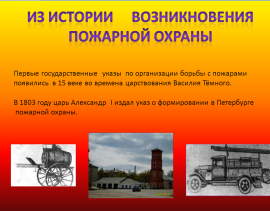 ИЗ ИСТОРИИ ВОЗНИКНОВЕНИЯ
ПОЖАРНОЙ ОХРАНЫ
Первые государственные указы по организации борьбы с пожарами
появились в 15 веке во времена царствования Василия Тёмного.
В 1803 году царь Александр I издал указ о формировании в Петербурге
пожарной охраны.